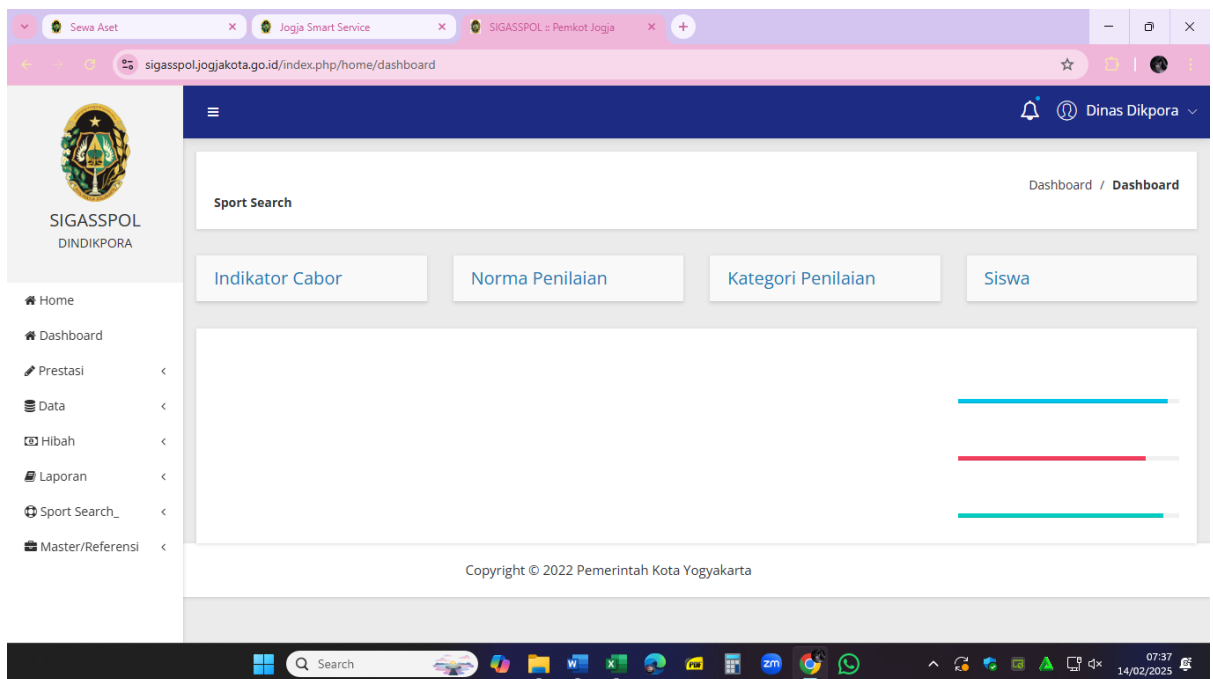 Sewa Aset
Jogja Smart Service
SIGASSPOL :: Pemkot Jogja
sigasspol.jogjakota.go.id/index.php/home/dashboard
Dinas Dikpora
SIGASSPOL
DINDIKPORA
Sport Search
Dashboard / Dashboard
Indikator Cabor
Norma Penilaian
Kategori Penilaian
Siswa
Home
Dashboard
Prestasi
Data
Hibah
Laporan
Sport Search_
Master/Referensi
Copyright © 2022 Pemerintah Kota Yogyakarta
Search
zm
07:37
14/02/2025